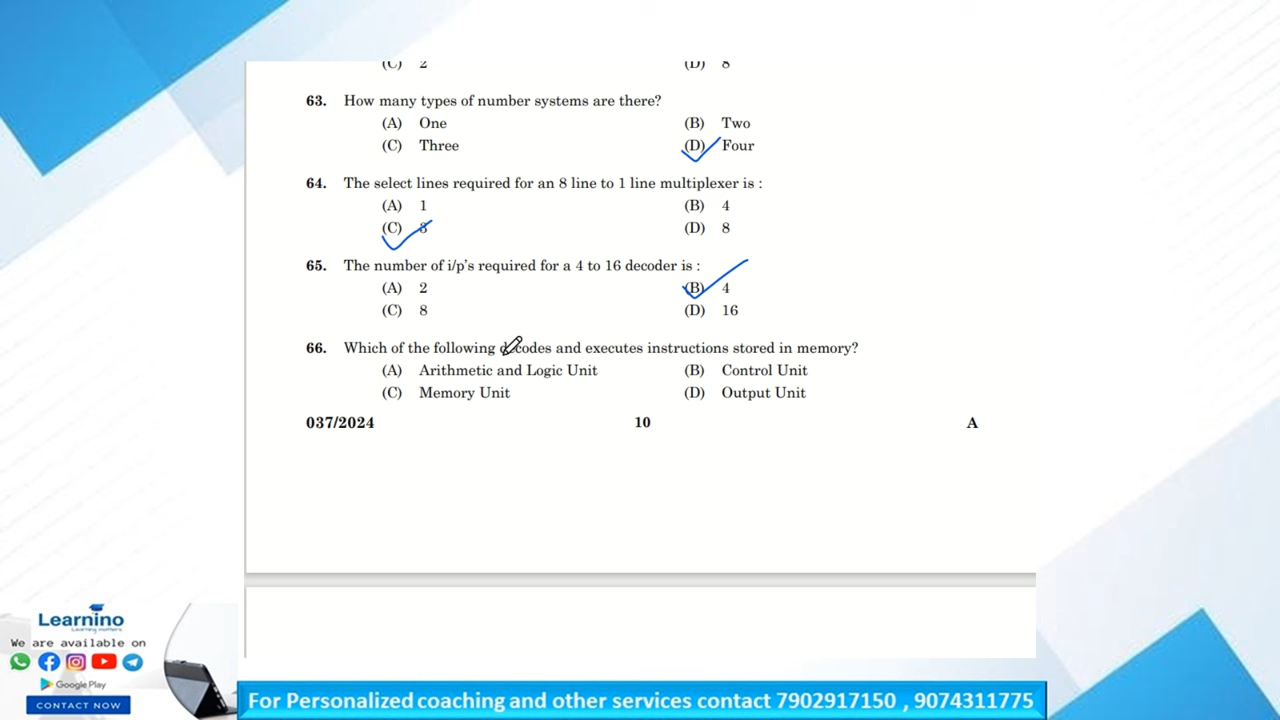 (C) 2 (D) 8
63. How many types of number systems are there?
(A) One (B) Two
(C) Three (D) Four
64. The select lines required for an 8 line to 1 line multiplexer is :
(A) 1 (B) 4
(C) 3 (D) 8
65. The number of i/p's required for a 4 to 16 decoder is :
(A) 2 (B) 4
(C) 8 (D) 16
66. Which of the following decodes and executes instructions stored in memory?
(A) Arithmetic and Logic Unit (B) Control Unit
(C) Memory Unit (D) Output Unit
037/2024 10 A
Learnino
Learning matters
We are available on
Google Play
CONTACT NOW
For Personalized coaching and other services contact 7902917150 , 9074311775